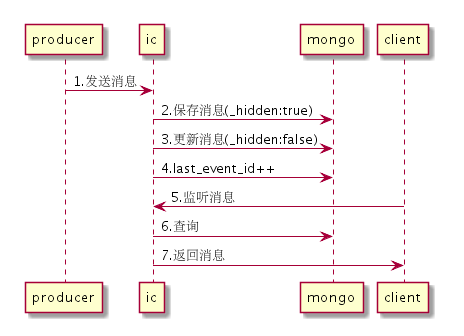 producer ic mongo client
1.发送消息
2.保存消息(_hidden:true)
3.更新消息(_hidden:false)
4.last_event_id++
5.监听消息
6.查询
7.返回消息
producer ic mongo client